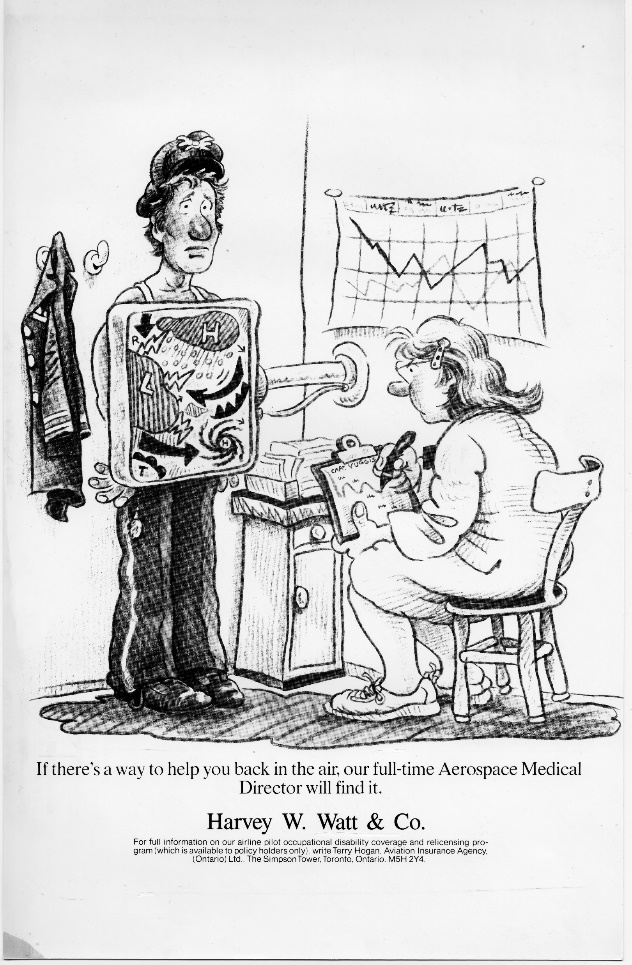 H
R
L
T
CAPT. YUGGIS
If there's a way to help you back in the air, our full-time Aerospace Medical
Director will find it.
Harvey W. Watt & Co.
For full information on our airline pilot occupational disability coverage and relicensing pro-
gram (which is available to policy holders only), write Terry Hogan, Aviation Insurance Agency,
(Ontario) Ltd., The Simpson Tower, Toronto, Ontario. M5H 2Y4.